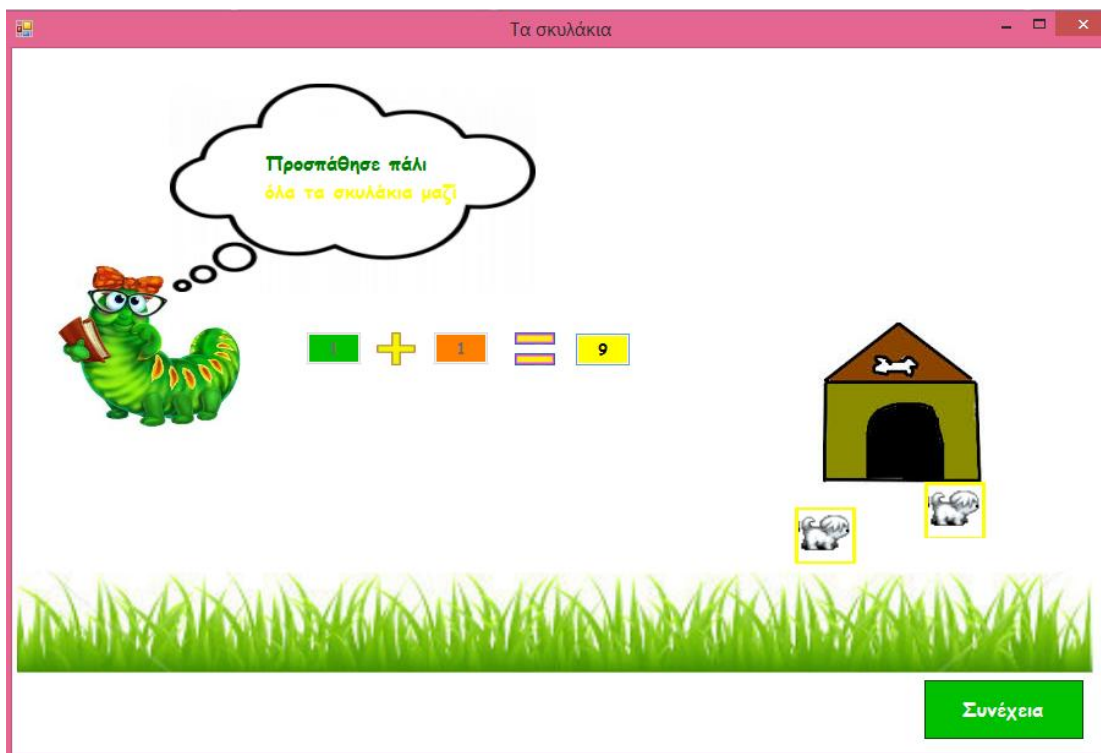 Τα σκυλάκια
Προσπάθησε πάλι
όλα τα σκυλάκια μαζί
1 + 1 = 9
Συνέχεια